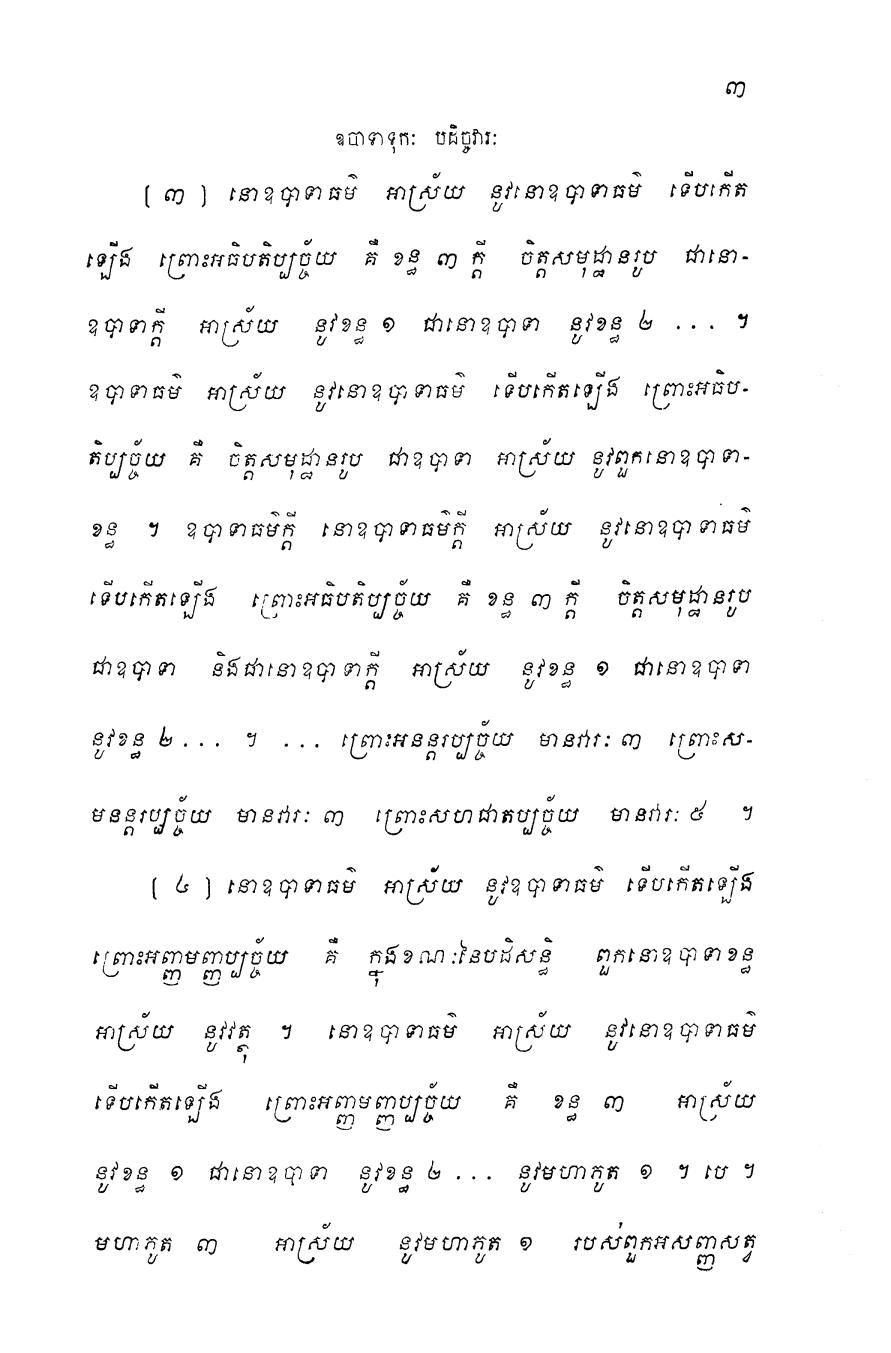 ៣
ឧបាទាទុកៈ បដិច្ចវារៈ
[ ៣ ] នោឧបាទាធម៌ អាស្រ័យ នូវនោឧបាទាធម៌ ទើបកើត
ឡើង ព្រោះអធិបតិប្បច្ច័យ គឺ ខន្ធ ៣ ក្តី ចិត្តសមុដ្ឋានរូប ជានោ-
ឧបាទាក្តី អាស្រ័យ នូវខន្ធ ១ ជានោឧបាទា នូវខន្ធ ២ ... ។
ឧបាទាធម៌ អាស្រ័យ នូវនោឧបាទាធម៌ ទើបកើតឡើង ព្រោះអធិប-
តិប្បច្ច័យ គឺ ចិត្តសមុដ្ឋានរូប ជាឧបាទា អាស្រ័យ នូវពួកនោឧបាទា-
ខន្ធ ។ ឧបាទាធម៌ក្តី នោឧបាទាធម៌ក្តី អាស្រ័យ នូវនោឧបាទាធម៌
ទើបកើតឡើង ព្រោះអធិបតិប្បច្ច័យ គឺ ខន្ធ ៣ ក្តី ចិត្តសមុដ្ឋានរូប
ជាឧបាទា និងជានោឧបាទាក្តី អាស្រ័យ នូវខន្ធ ១ ជានោឧបាទា
នូវខន្ធ ២ ... ។ ... ព្រោះអនន្តរប្បច្ច័យ មានវារៈ ៣ ព្រោះស-
មនន្តរប្បច្ច័យ មានវារៈ ៣ ព្រោះសហជាតប្បច្ច័យ មានវារៈ ៥ ។
[ ៤ ] នោឧបាទាធម៌ អាស្រ័យ នូវឧបាទាធម៌ ទើបកើតឡើង
ព្រោះអញ្ញមញ្ញប្បច្ច័យ គឺ ក្នុងខណៈនៃបដិសន្ធិ ពួកនោឧបាទាខន្ធ
អាស្រ័យ នូវវត្ថុ ។ នោឧបាទាធម៌ អាស្រ័យ នូវនោឧបាទាធម៌
ទើបកើតឡើង ព្រោះអញ្ញមញ្ញប្បច្ច័យ គឺ ខន្ធ ៣ អាស្រ័យ
នូវខន្ធ ១ ជានោឧបាទា នូវខន្ធ ២ ... នូវមហាភូត ១ ។ បេ ។
មហាភូត ៣ អាស្រ័យ នូវមហាភូត ១ របស់ពួកអសញ្ញសត្វ